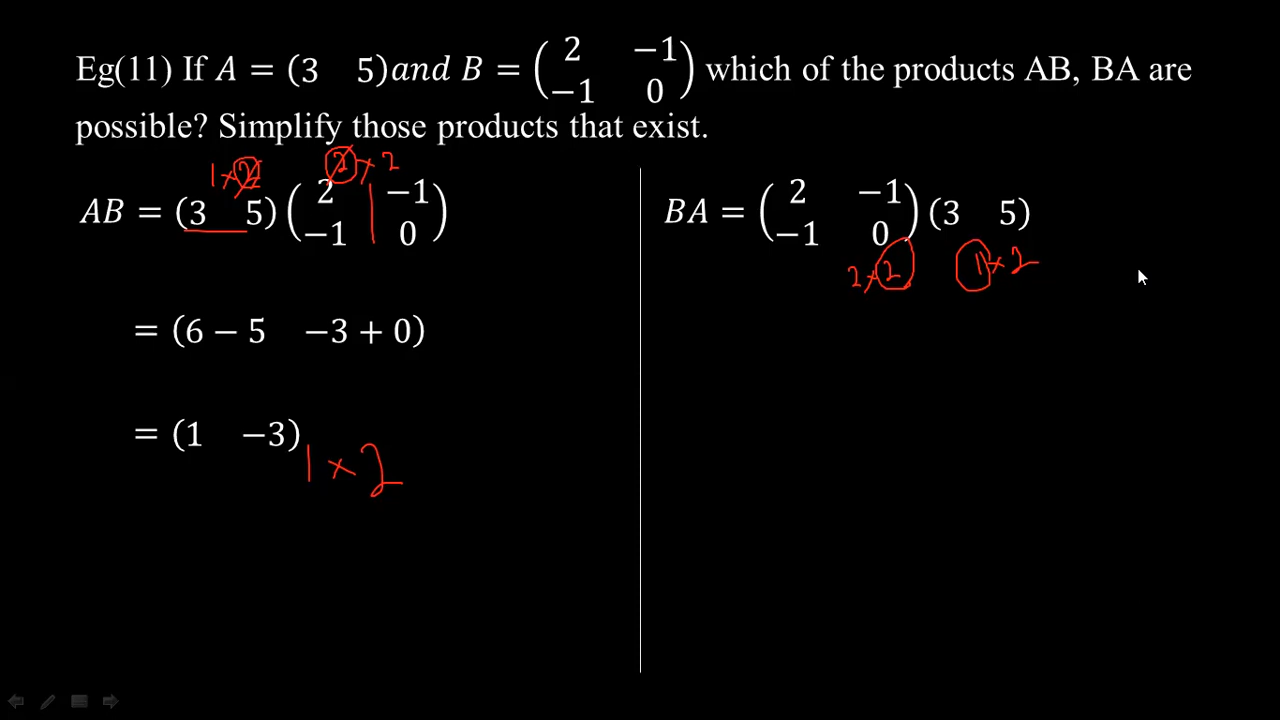 Eg(11) If A = (3 5)and B = (2 −1 −1 0) which of the products AB, BA are
possible? Simplify those products that exist.
1 × 2 2 × 2
AB = (3 5)(2 −1 −1 0)
= (6 − 5 −3 + 0)
= (1 −3)
1 × 2
BA = (2 −1 −1 0)(3 5)
2 × 2 1 × 2